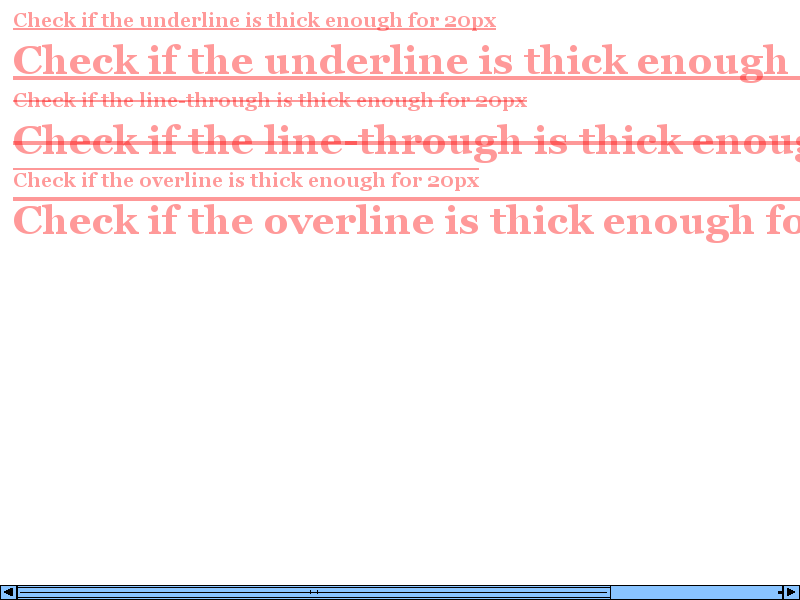 Check if the underline is thick enough for 20px
Check if the underline is thick enough
Check if the line-through is thick enough for 20px
Check if the line-through is thick enoug
Check if the overline is thick enough for 20px
Check if the overline is thick enough fo